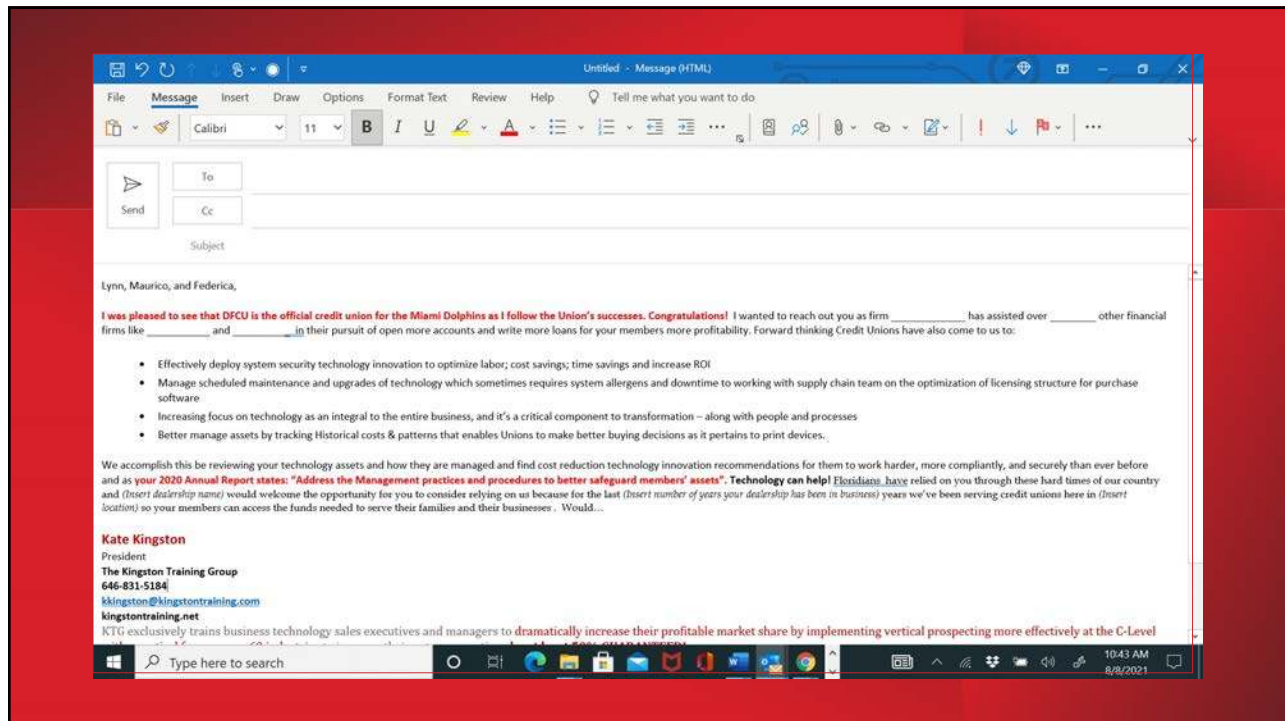 Untitled - Message (HTML)
File Message Insert Draw Options Format Text Review Help Tell me what you want to do
Calibri 11 B I U A
To
Send Cc
Subject
Lynn, Maurico, and Federica,
I was pleased to see that DFCU is the official credit union for the Miami Dolphins as I follow the Union's successes. Congratulations! I wanted to reach out you as firm _____________ has assisted over ________ other financial
firms like ____________ and __________ in their pursuit of open more accounts and write more loans for your members more profitability. Forward thinking Credit Unions have also come to us to:
• Effectively deploy system security technology innovation to optimize labor; cost savings; time savings and increase ROI
• Manage scheduled maintenance and upgrades of technology which sometimes requires system allergens and downtime to working with supply chain team on the optimization of licensing structure for purchase
software
• Increasing focus on technology as an integral to the entire business, and it's a critical component to transformation – along with people and processes
• Better manage assets by tracking Historical costs & patterns that enables Unions to make better buying decisions as it pertains to print devices.
We accomplish this be reviewing your technology assets and how they are managed and find cost reduction technology innovation recommendations for them to work harder, more compliantly, and securely than ever before
and as your 2020 Annual Report states: "Address the Management practices and procedures to better safeguard members' assets". Technology can help! Floridians have relied on you through these hard times of our country
and (Insert dealership name) would welcome the opportunity for you to consider relying on us because for the last (Insert number of years your dealership has been in business) years we've been serving credit unions here in (Insert
location) so your members can access the funds needed to serve their families and their businesses . Would…
Kate Kingston
President
The Kingston Training Group
646-831-5184
kkingston@kingstontraining.com
kingstontraining.net
KTG exclusively trains business technology sales executives and managers to dramatically increase their profitable market share by implementing vertical prospecting more effectively at the C-Level
Type here to search
10:43 AM
8/8/2021